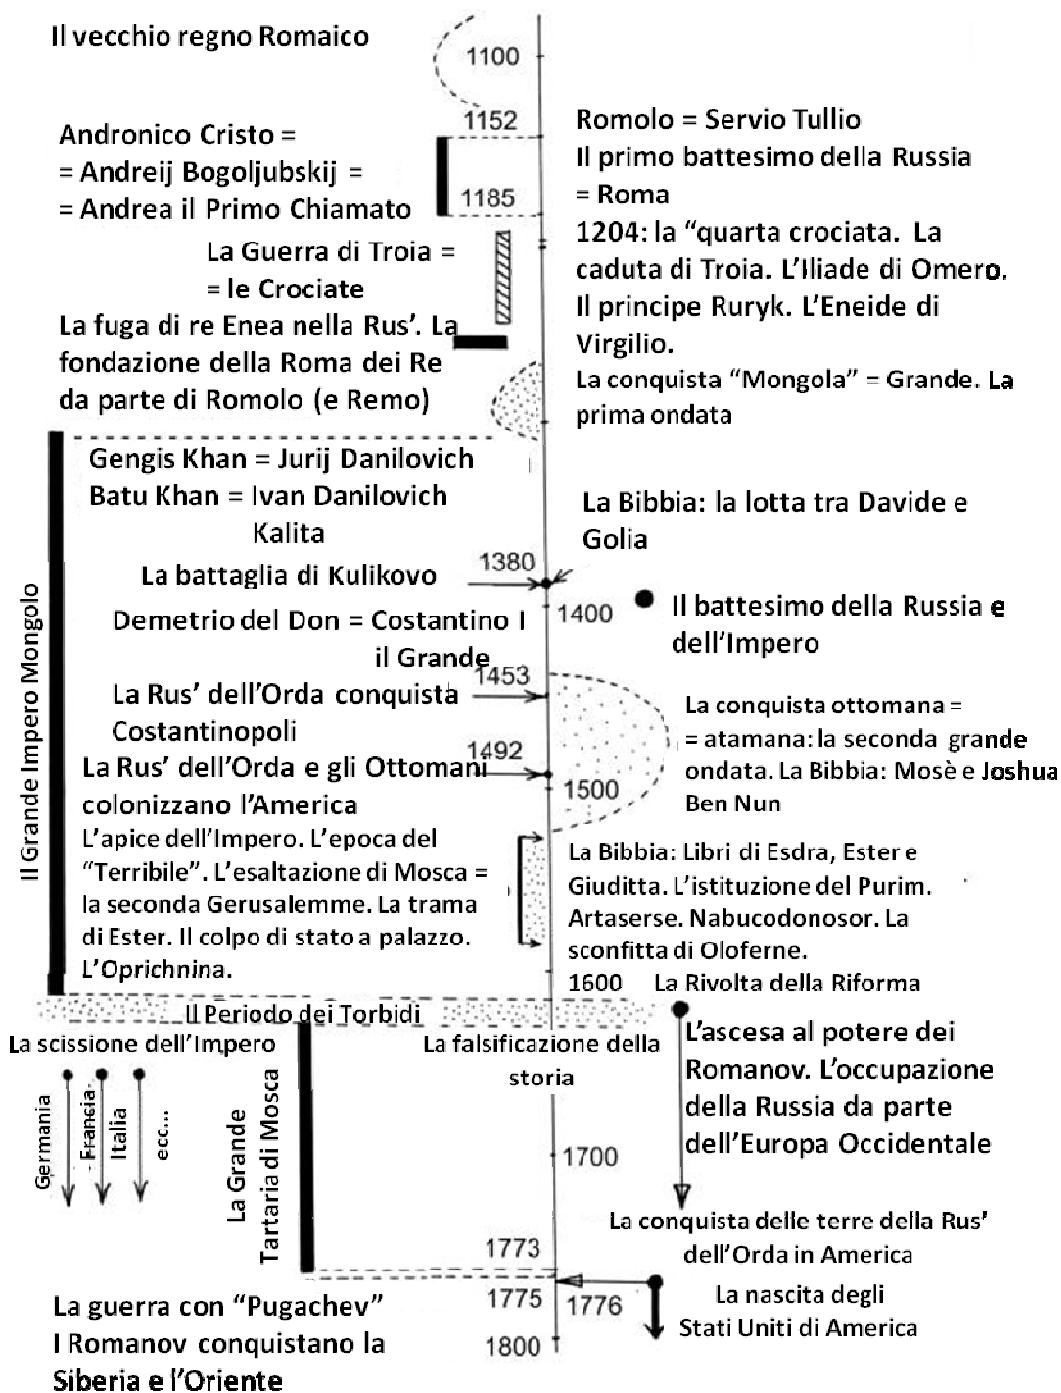 Il vecchio regno Romaico
1100
1152
Andronico Cristo =
= Andreij Bogoljubskij =
= Andrea il Primo Chiamato
1185
Romolo = Servio Tullio
Il primo battesimo della Russia
= Roma
1204: la “quarta crociata. La
caduta di Troia. L’Iliade di Omero.
Il principe Ruryk. L’Eneide di
Virgilio.
La conquista “Mongola” = Grande. La
prima ondata
La Guerra di Troia =
= le Crociate
La fuga di re Enea nella Rus’. La
fondazione della Roma dei Re
da parte di Romolo (e Remo)
Il Grande Impero Mongolo
Gengis Khan = Jurij Danilovich
Batu Khan = Ivan Danilovich
Kalita
La Bibbia: la lotta tra Davide e
Golia
1380
La battaglia di Kulikovo
1400
Il battesimo della Russia e
dell’Impero
Demetrio del Don = Costantino I
il Grande
1453
La Rus’ dell’Orda conquista
Costantinopoli
La conquista ottomana =
= atamana: la seconda grande
ondata. La Bibbia: Mosè e Joshua
Ben Nun
1492
La Rus’ dell’Orda e gli Ottomani
colonizzano l’America
1500
L’apice dell’Impero. L’epoca del
“Terribile”. L’esaltazione di Mosca =
la seconda Gerusalemme. La trama
di Ester. Il colpo di stato a palazzo.
L’Oprichnina.
La Bibbia: Libri di Esdra, Ester e
Giuditta. L’istituzione del Purim.
Artaserse. Nabucodonosor. La
sconfitta di Oloferne.
1600 La Rivolta della Riforma
Il Periodo dei Torbidi
La scissione dell’Impero
La falsificazione della
storia
L’ascesa al potere dei
Romanov. L’occupazione
della Russia da parte
dell’Europa Occidentale
Germania
Francia
Italia
ecc...
La Grande
Tartaria di Mosca
1700
La conquista delle terre della Rus’
dell’Orda in America
1773
1775
1776
La nascita degli
Stati Uniti di America
1800
La guerra con “Pugachev”
I Romanov conquistano la
Siberia e l’Oriente